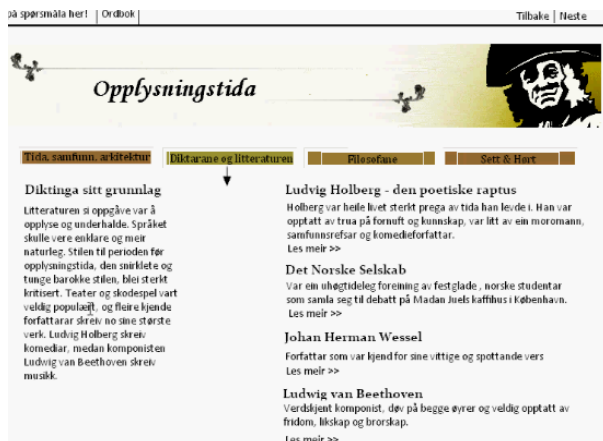 på spørsmåla her! | Ordbok |
Tilbake | Neste
Opplysningstida
Tida, samfunn, arkitektur
Diktarane og litteraturen
Filosofane
Sett & Hørt
Diktinga sitt grunnlag
Litteraturen si oppgåve var å
opplyse og underhalde. Språket
skulle vere enklare og meir
naturleg. Stilen til perioden før
opplysningstida, den snirklete og
tunge barokke stilen, blei sterkt
kritisert. Teater og skodespel vart
veldig populært, og fleire kjende
forfattarar skreiv no sine største
verk. Ludvig Holberg skreiv
komediar, medan komponisten
Ludwig van Beethoven skreiv
musikk.
Ludvig Holberg - den poetiske raptus
Holberg var heile livet sterkt prega av tida han levde i. Han var
opptatt av trua på fornuft og kunnskap, var litt av ein moromann,
samfunnsrefsar og komedieforfattar.
Les meir >>
Det Norske Selskab
Var ein uhøgtideleg foreining av festglade , norske studentar
som samla seg til debatt på Madan Juels kaffihus i København.
Les meir >>
Johan Herman Wessel
Forfattar som var kjend for sine vittige og spottande vers
Les meir >>
Ludwig van Beethoven
Verdskjent komponist, døv på begge øyrer og veldig opptatt av
fridom, likskap og brorskap.
Les meir >>